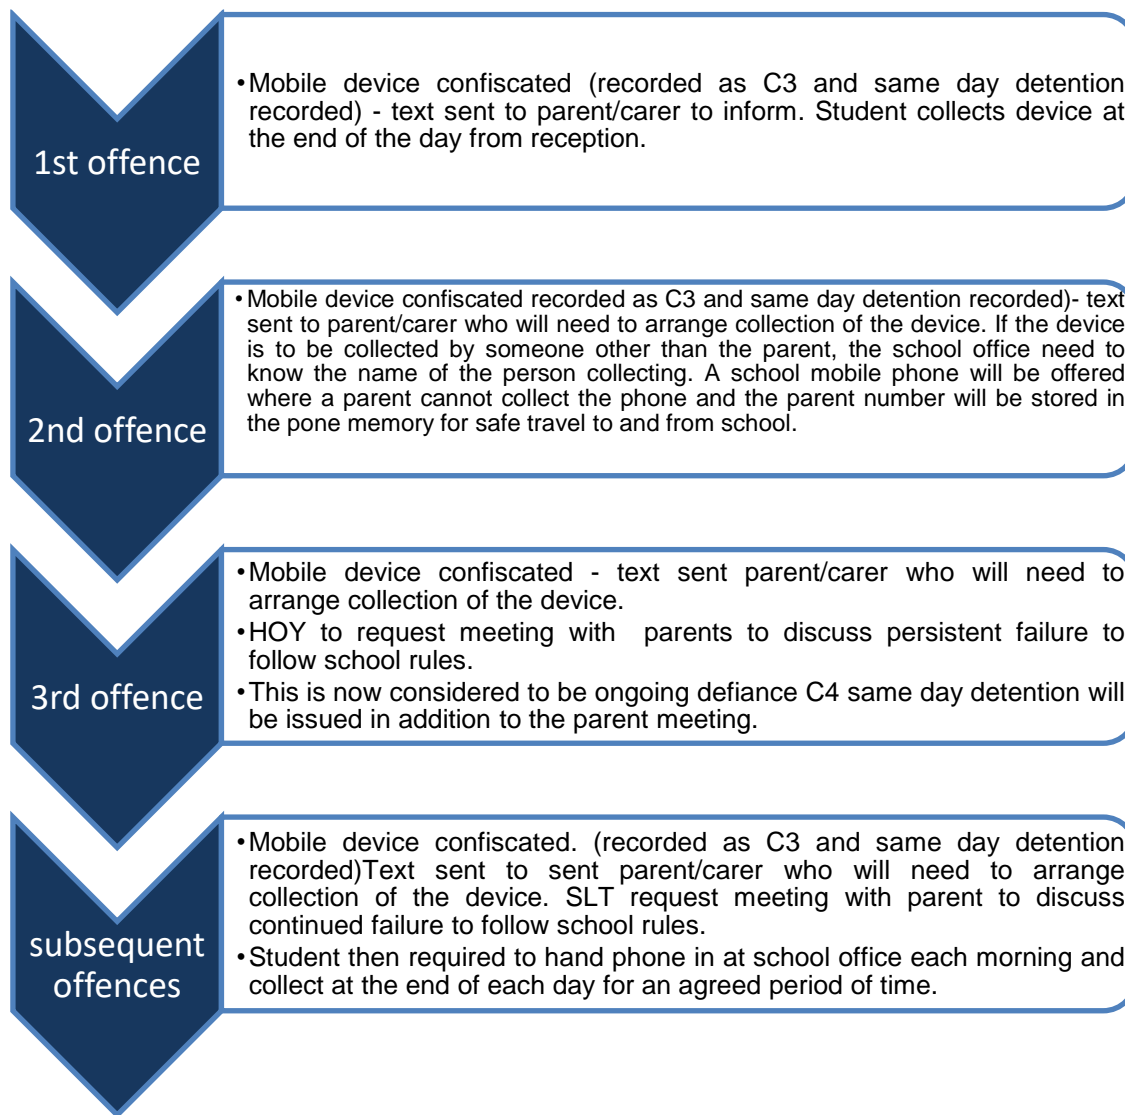 1st offence
•Mobile device confiscated (recorded as C3 and same day detention
recorded) - text sent to parent/carer to inform. Student collects device at
the end of the day from reception.
2nd offence
•Mobile device confiscated recorded as C3 and same day detention recorded)- text
sent to parent/carer who will need to arrange collection of the device. If the device
is to be collected by someone other than the parent, the school office need to
know the name of the person collecting. A school mobile phone will be offered
where a parent cannot collect the phone and the parent number will be stored in
the pone memory for safe travel to and from school.
3rd offence
•Mobile device confiscated - text sent parent/carer who will need to
arrange collection of the device.
•HOY to request meeting with parents to discuss persistent failure to
follow school rules.
•This is now considered to be ongoing defiance C4 same day detention will
be issued in addition to the parent meeting.
subsequent
offences
•Mobile device confiscated. (recorded as C3 and same day detention
recorded)Text sent to sent parent/carer who will need to arrange
collection of the device. SLT request meeting with parent to discuss
continued failure to follow school rules.
•Student then required to hand phone in at school office each morning and
collect at the end of each day for an agreed period of time.